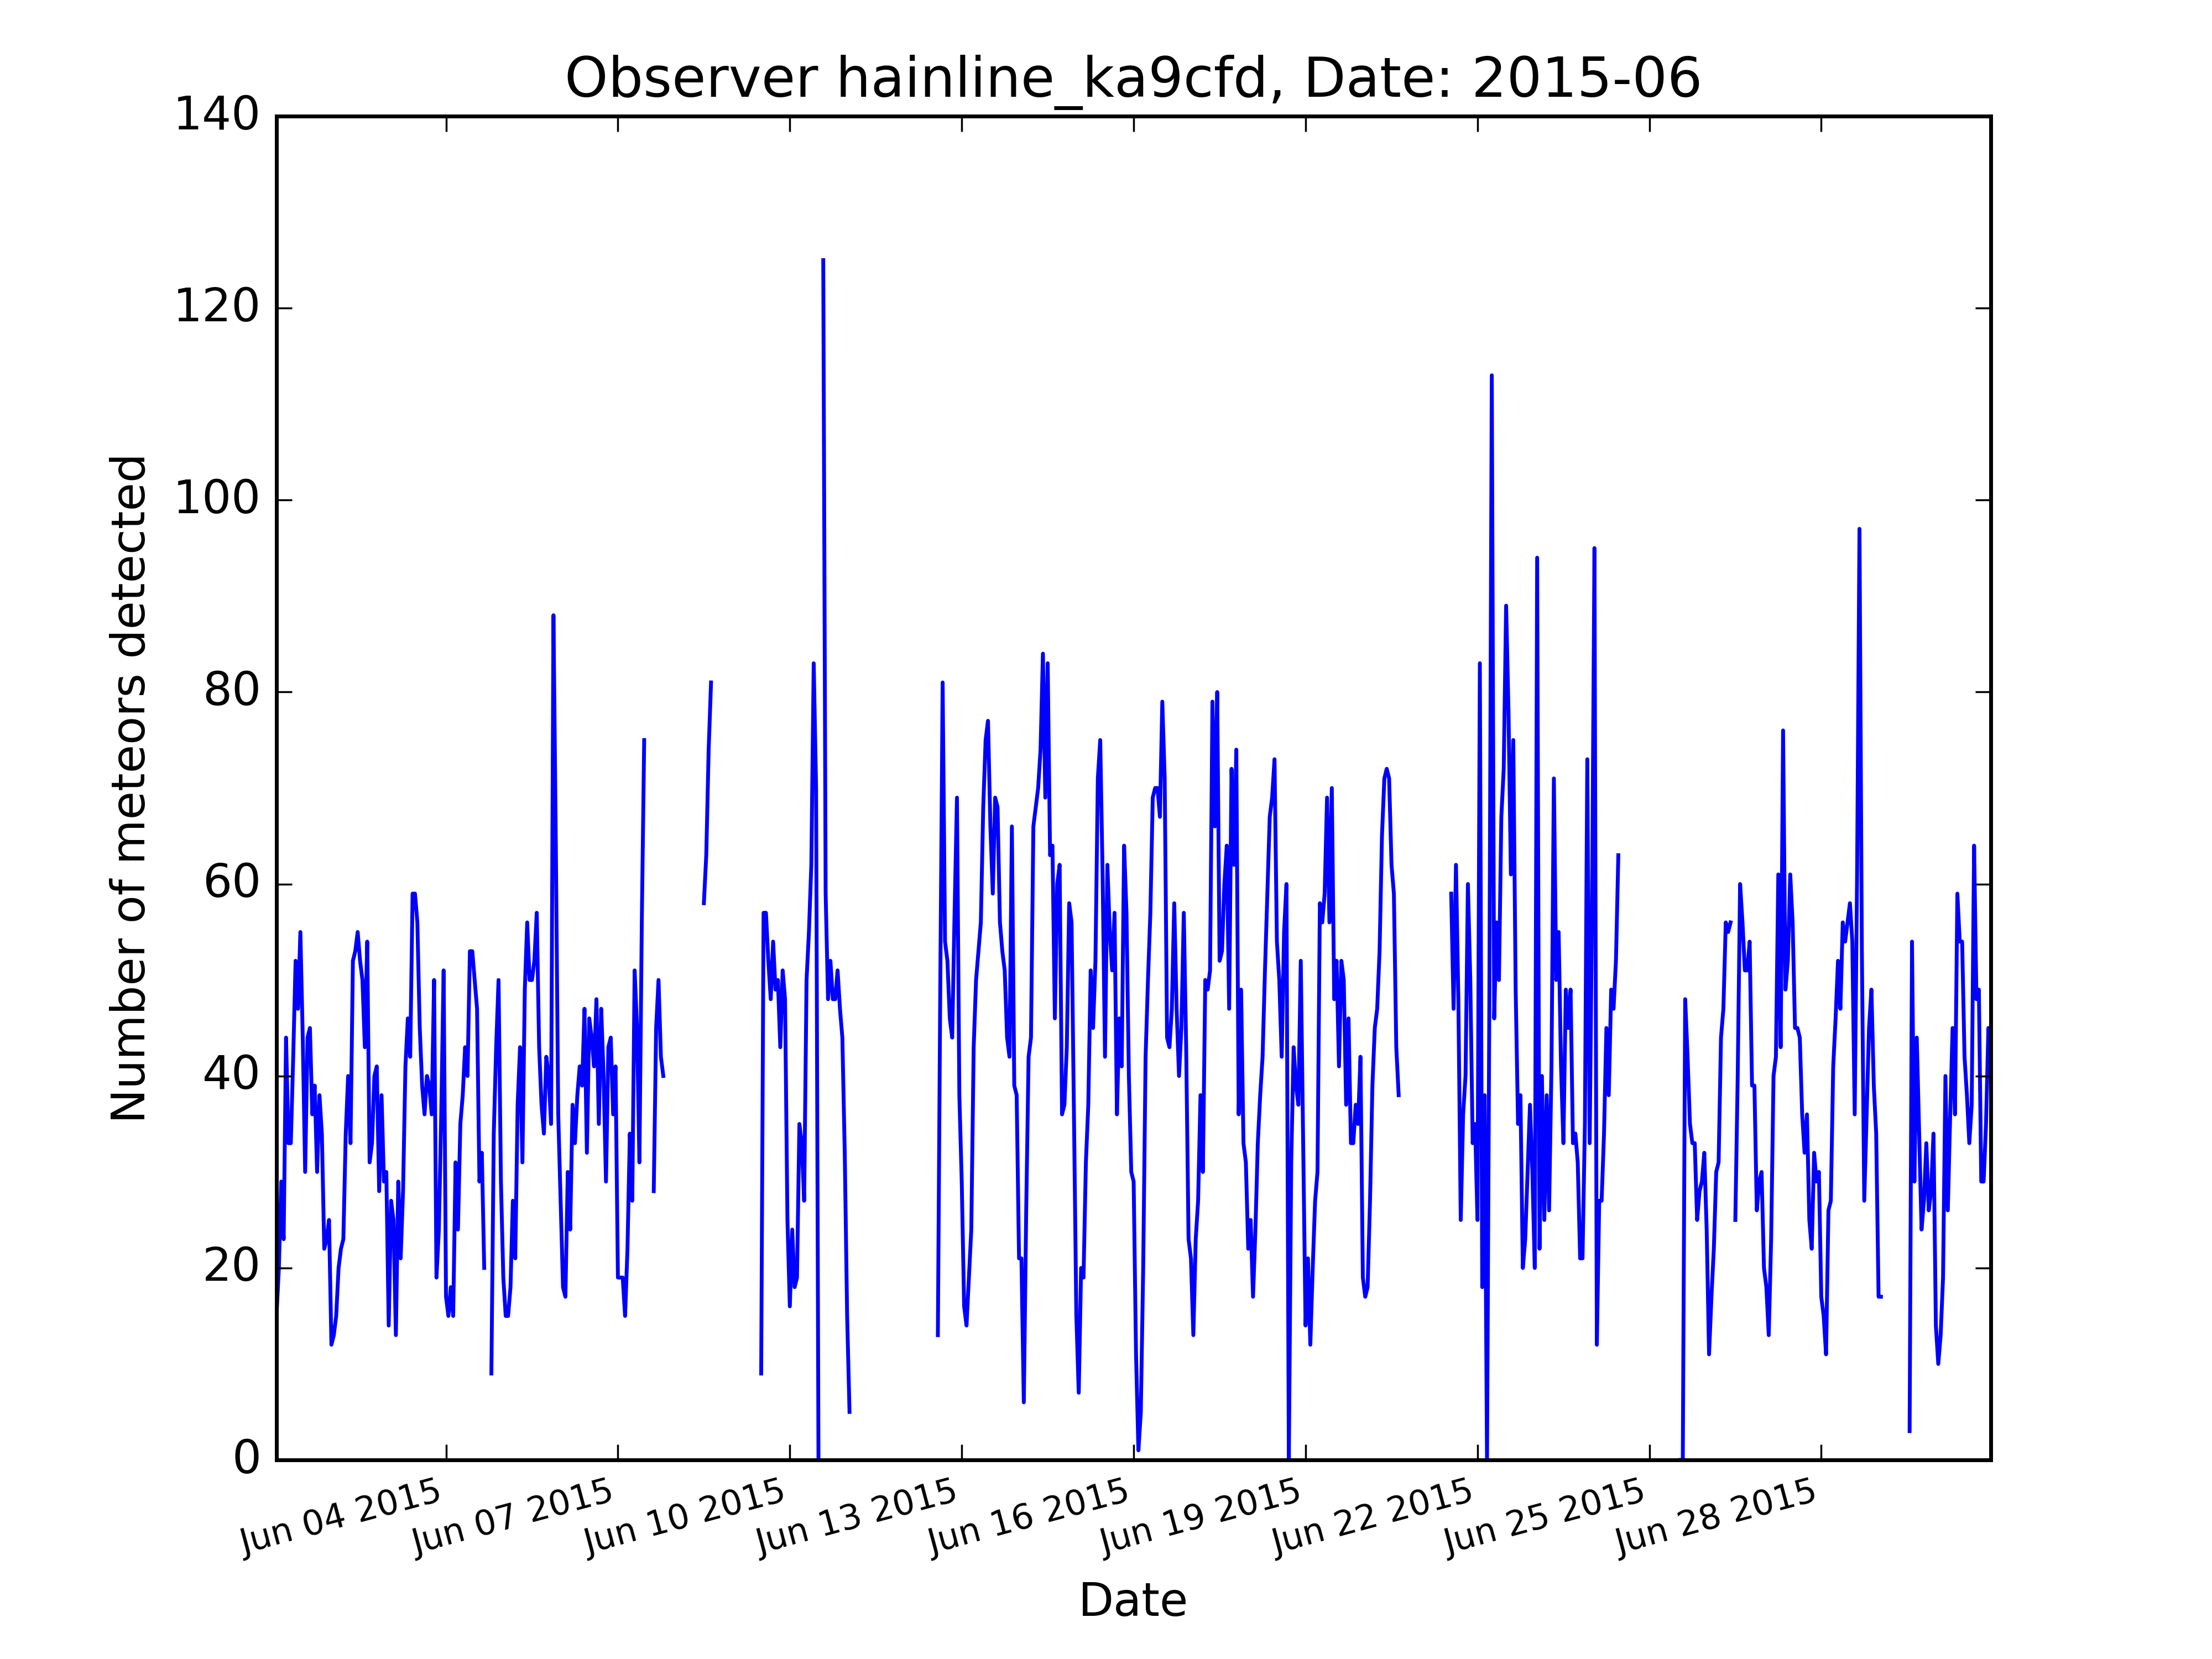 Observer hainline_ka9cfd, Date: 2015-06
140
120
100
80
60
40
20
0
Number of meteors detected
Jun 04 2015
Jun 07 2015
Jun 10 2015
Jun 13 2015
Jun 16 2015
Jun 19 2015
Jun 22 2015
Jun 25 2015
Jun 28 2015
Date